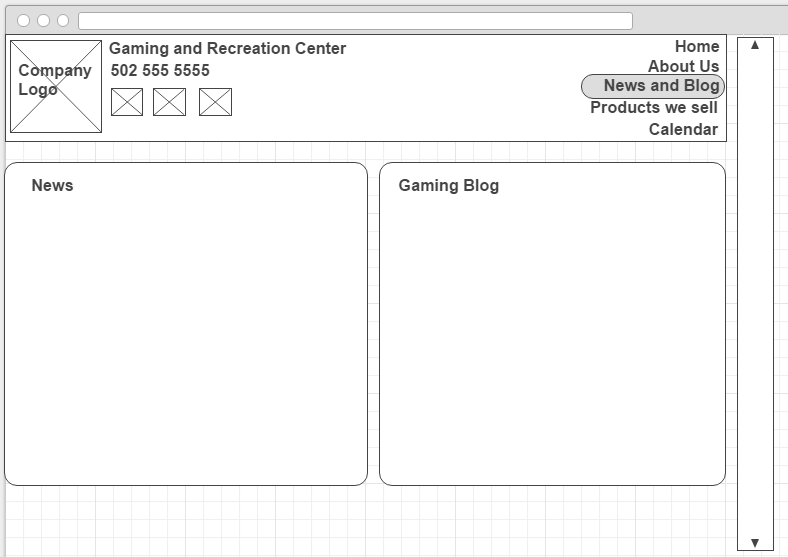 Company
Logo
Gaming and Recreation Center
502 555 5555
Home
About Us
News and Blog
Products we sell
Calendar
News
Gaming Blog